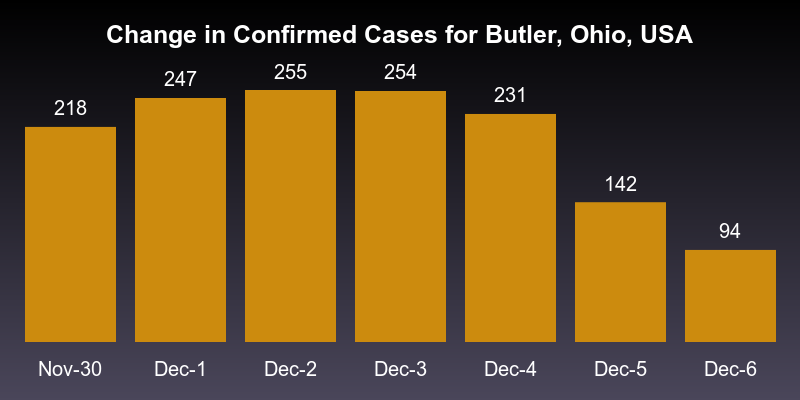 Change in Confirmed Cases for Butler, Ohio, USA
218
247
255
254
231
142
94
Nov-30
Dec-1
Dec-2
Dec-3
Dec-4
Dec-5
Dec-6